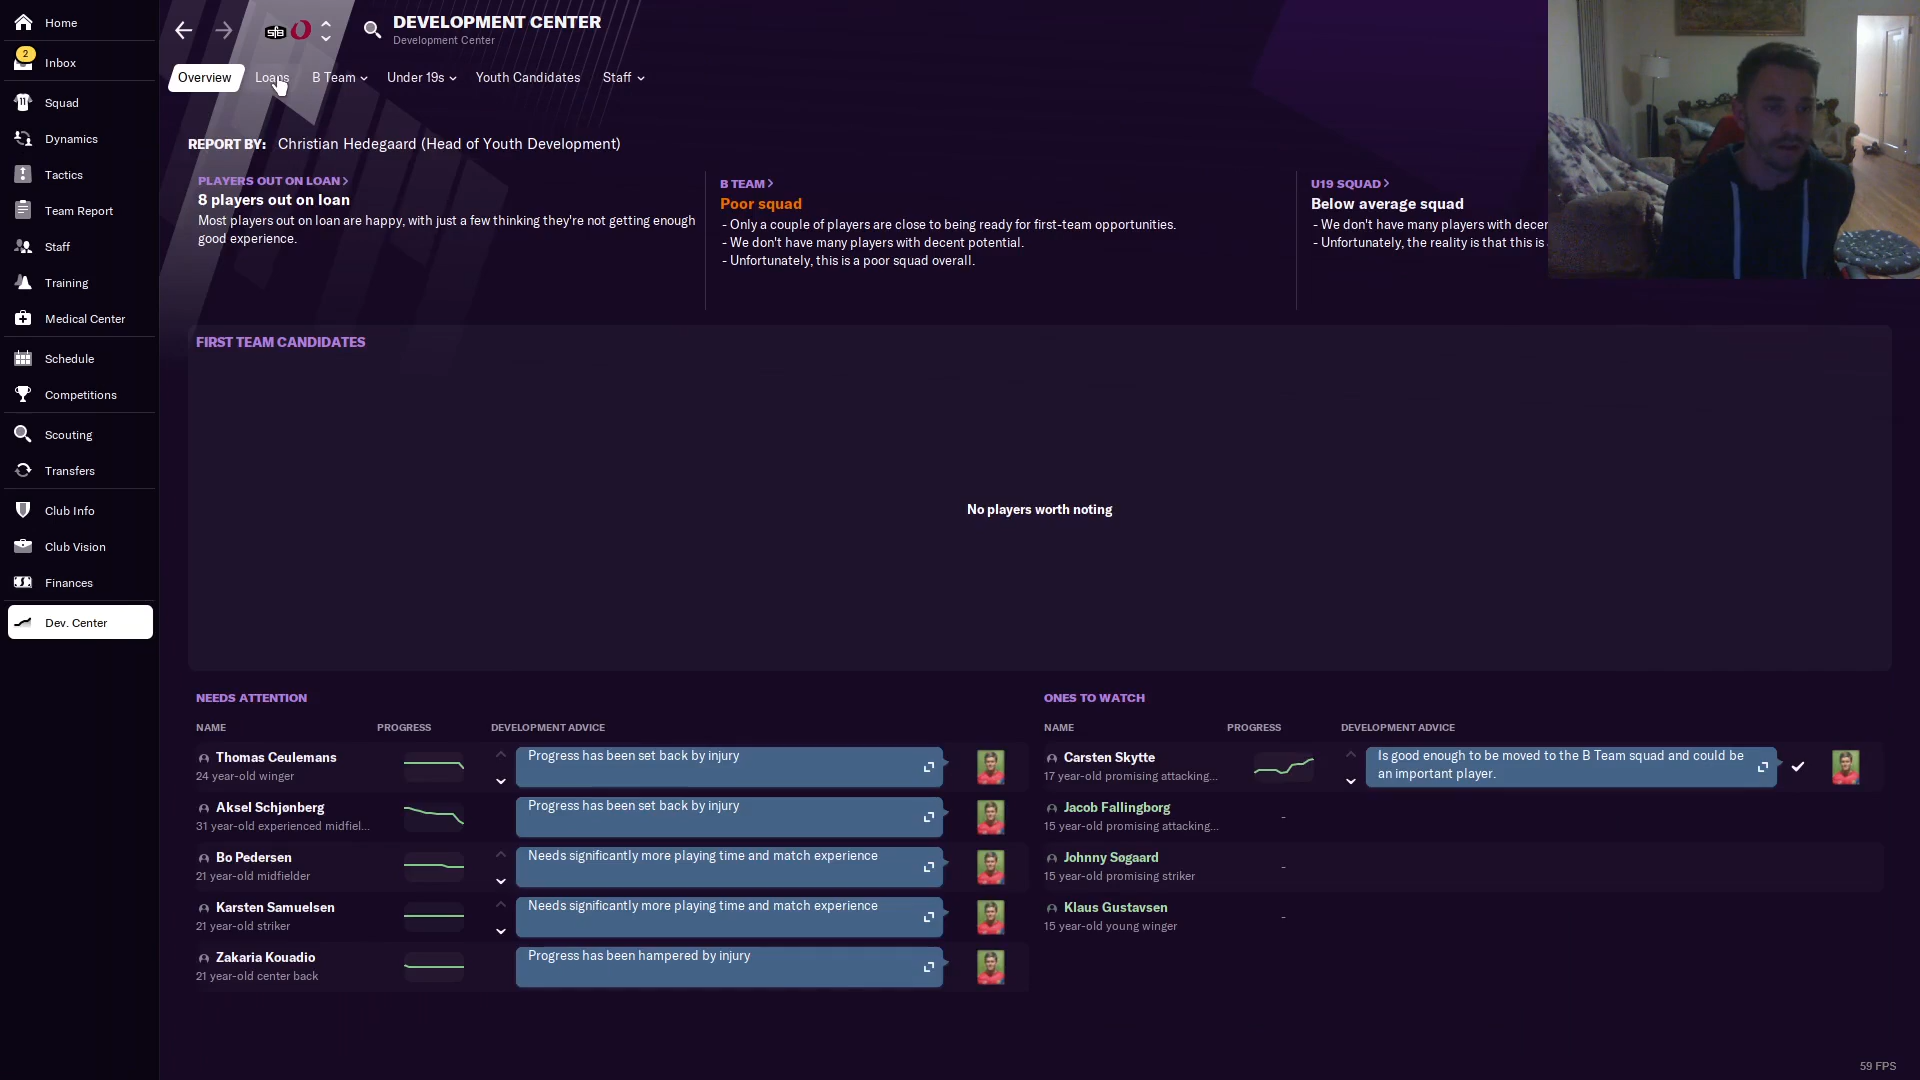 Home
2
Inbox
Squad
Dynamics
Tactics
Team Report
Staff
Training
Medical Center
Schedule
Competitions
Scouting
Transfers
Club Info
Club Vision
Finances
Dev. Center
DEVELOPMENT CENTER
Development Center
Overview
Loans
B Team
Under 19s
Youth Candidates
Staff
REPORT BY: Christian Hedegaard (Head of Youth Development)
PLAYERS OUT ON LOAN >
8 players out on loan
Most players out on loan are happy, with just a few thinking they're not getting enough
good experience.
B TEAM >
Poor squad
- Only a couple of players are close to being ready for first-team opportunities.
- We don't have many players with decent potential.
- Unfortunately, this is a poor squad overall.
U19 SQUAD >
Below average squad
- We don't have many players with decer
- Unfortunately, the reality is that this is
FIRST TEAM CANDIDATES
No players worth noting
NEEDS ATTENTION
NAME PROGRESS DEVELOPMENT ADVICE
Thomas Ceulemans
24 year-old winger
Progress has been set back by injury
Aksel Schjønberg
31 year-old experienced midfiel...
Progress has been set back by injury
Bo Pedersen
21 year-old midfielder
Needs significantly more playing time and match experience
Karsten Samuelsen
21 year-old striker
Needs significantly more playing time and match experience
Zakaria Kouadio
21 year-old center back
Progress has been hampered by injury
ONES TO WATCH
NAME PROGRESS DEVELOPMENT ADVICE
Carsten Skytte
17 year-old promising attacking...
Is good enough to be moved to the B Team squad and could be
an important player.
Jacob Fallingborg
15 year-old promising attacking...
-
Johnny Søgaard
15 year-old promising striker
-
Klaus Gustavsen
15 year-old young winger
-
59 FPS